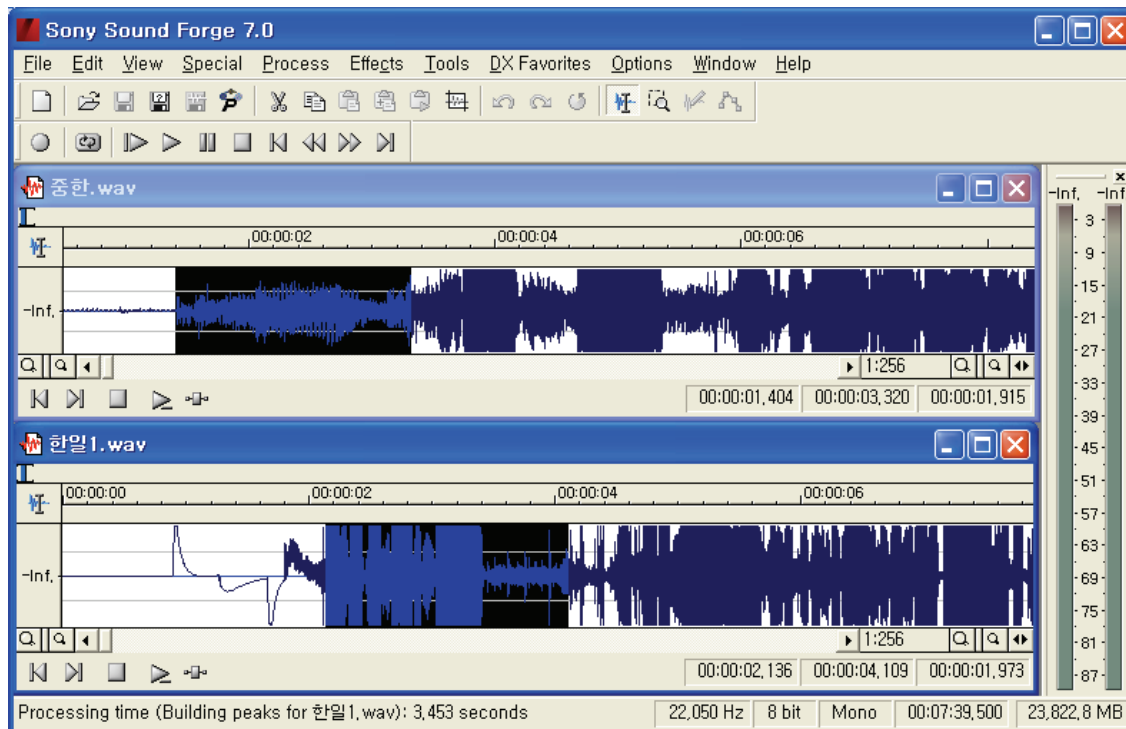 Sony Sound Forge 7.0
File Edit View Special Process Effects Tools DX Favorites Options Window Help
중한.wav
00:00:02 00:00:04 00:00:06
-Inf.
1:256
00:00:01,404 00:00:03,320 00:00:01,915
한일1.wav
00:00:00 00:00:02 00:00:04 00:00:06
-Inf.
1:256
00:00:02,136 00:00:04,109 00:00:01,973
-Inf. -Inf
3
9
15
21
27
33
39
45
51
57
63
69
75
81
87
Processing time (Building peaks for 한일1.wav): 3,453 seconds 22,050 Hz 8 bit Mono 00:07:39,500 23,822,8 MB